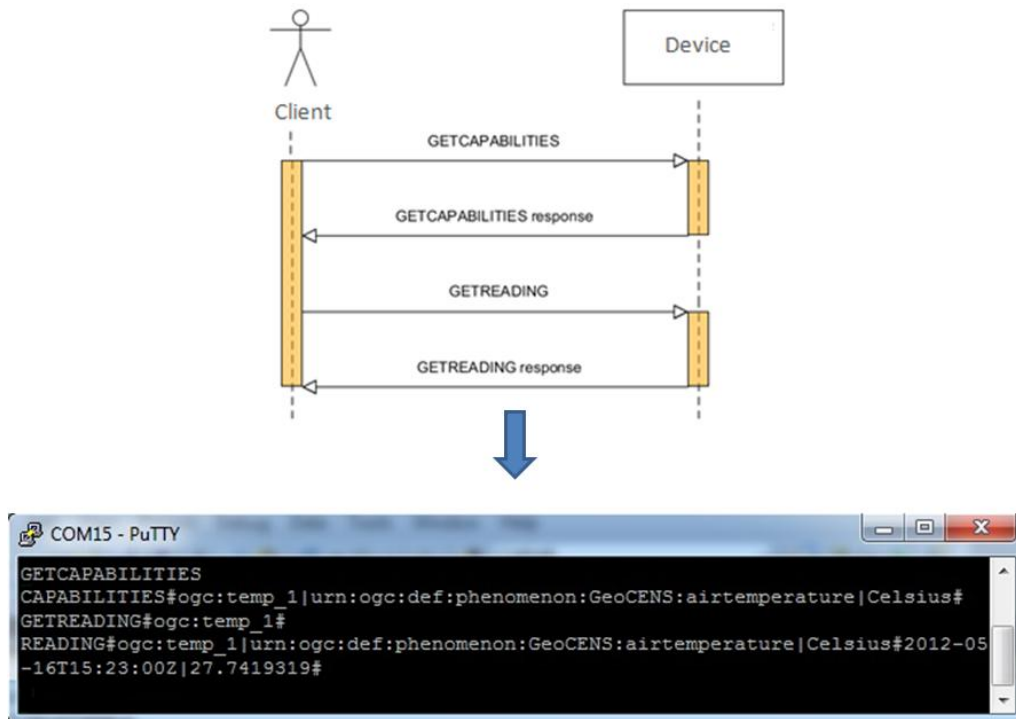 Device
Client
GETCAPABILITIES
GETCAPABILITIES response
GETREADING
GETREADING response
COM15 - PuTTY
GETCAPABILITIES
CAPABILITIES#ogc:temp_1|urn:ogc:def:phenomenon:GeoCENS:airtemperature|Celsius#
GETREADING#ogc:temp_1#
READING#ogc:temp_1|urn:ogc:def:phenomenon:GeoCENS:airtemperature|Celsius#2012-05
-16T15:23:00Z|27.7419319#